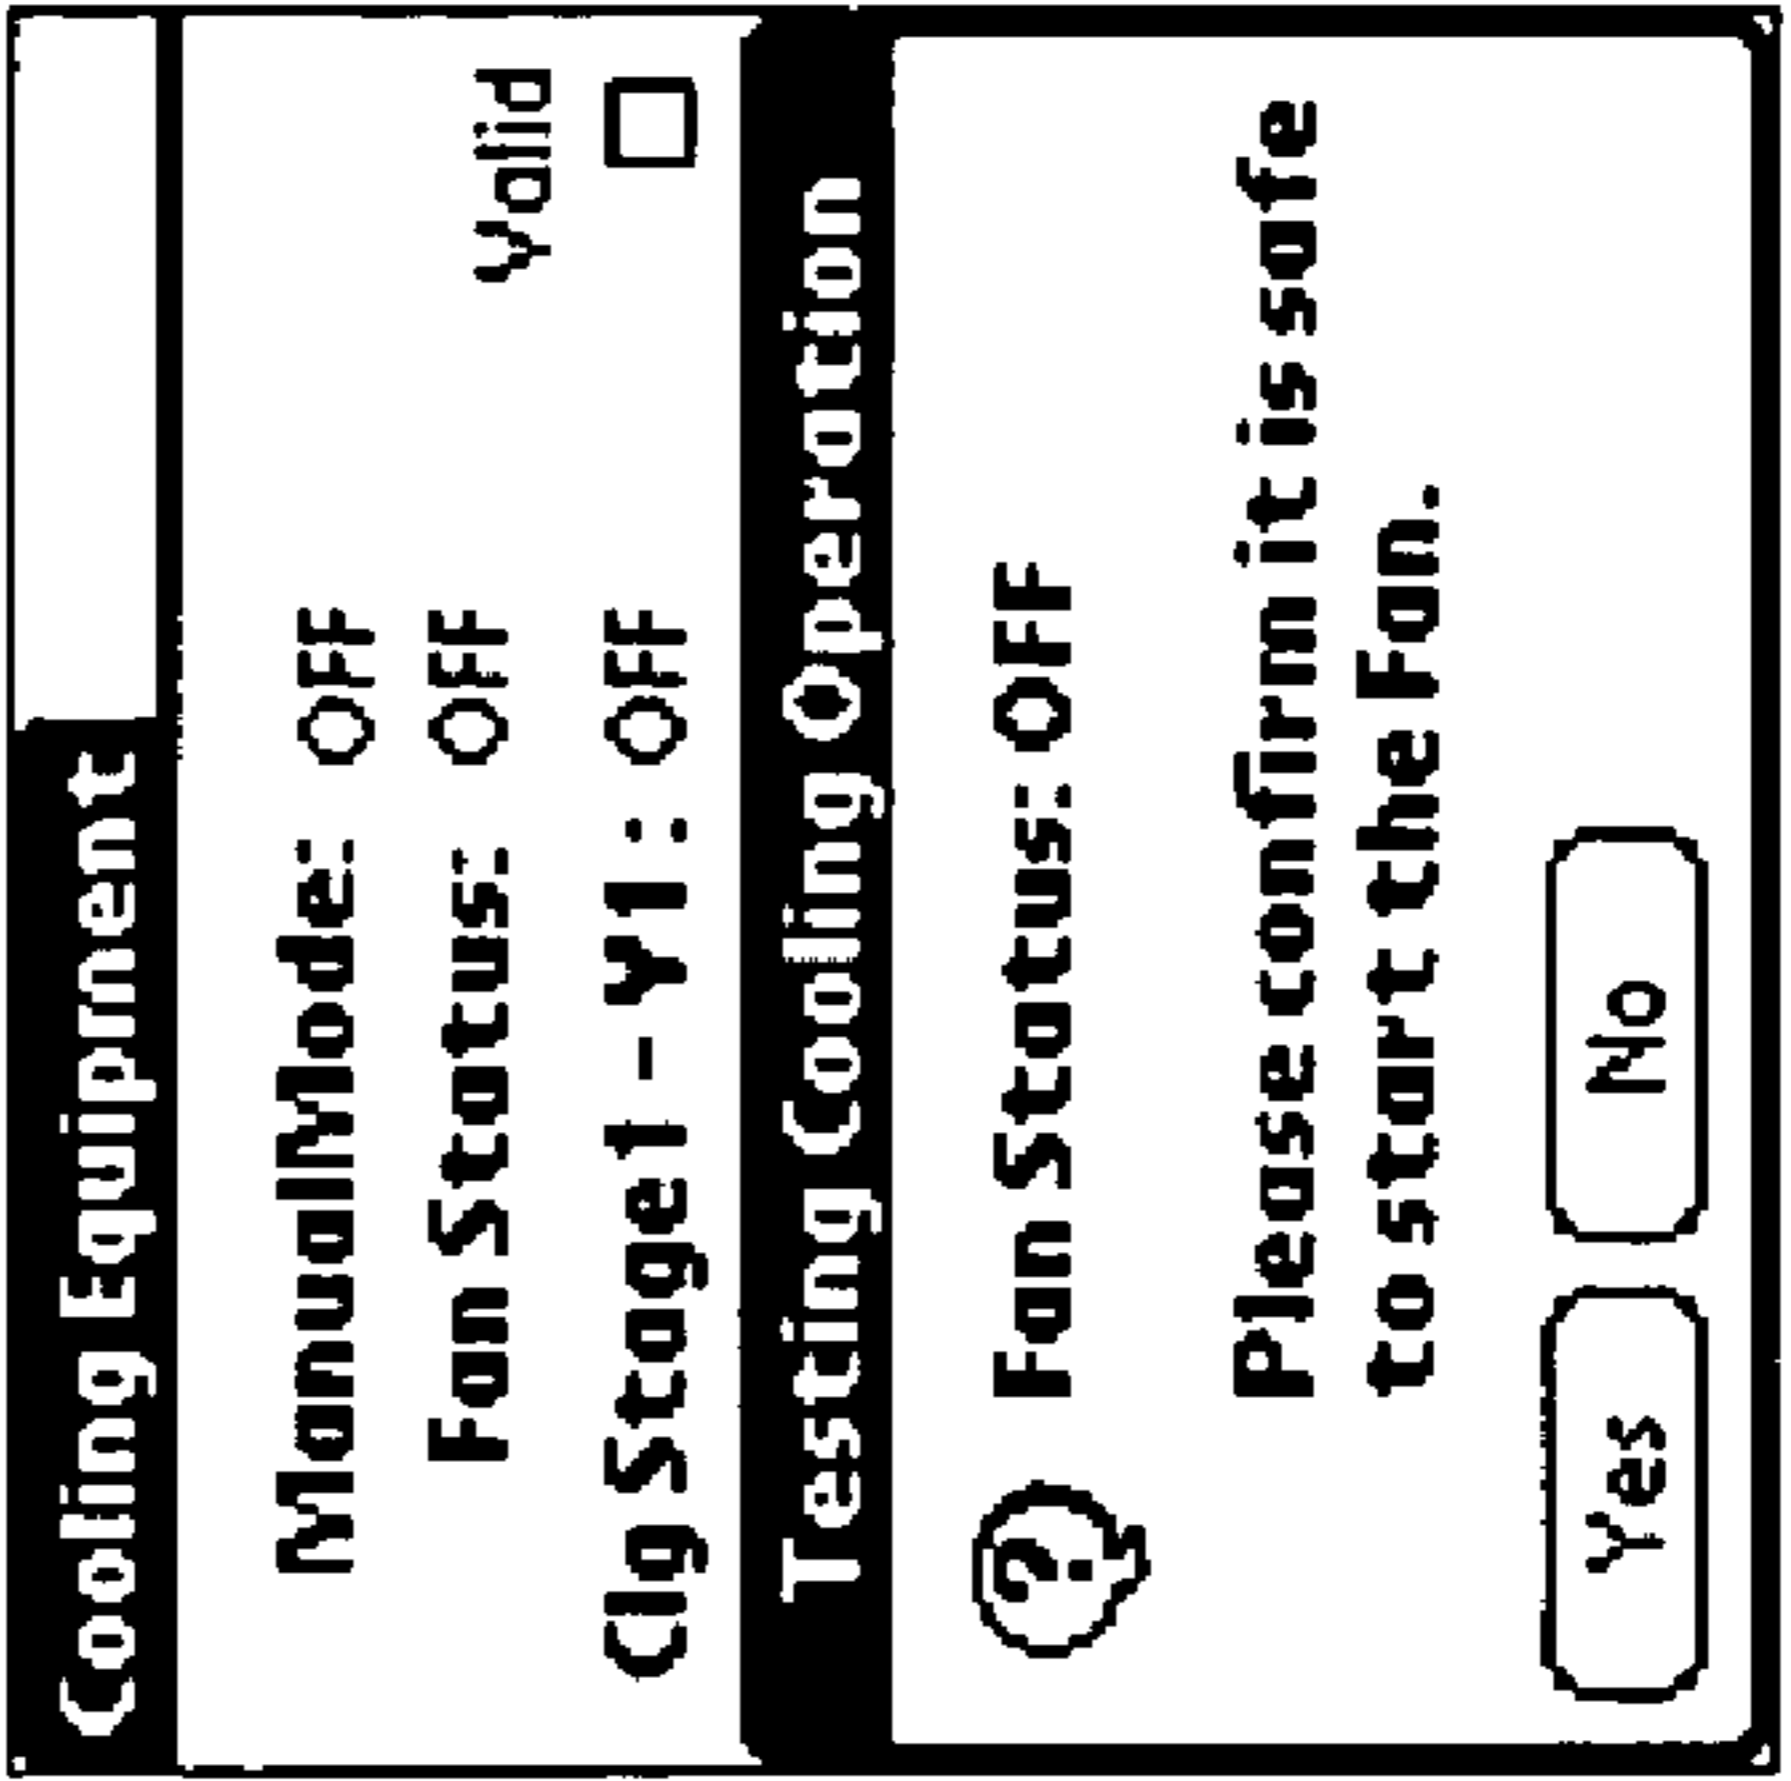 Cooling Equipment
ManualMode: OFF
Fan Status: OFF
Valid
Clg Stage1 - Y1: OFF
Testing Cooling Operation
? Fan Status: OFF
Please confirm it is safe
to start the Fan.
Yes No